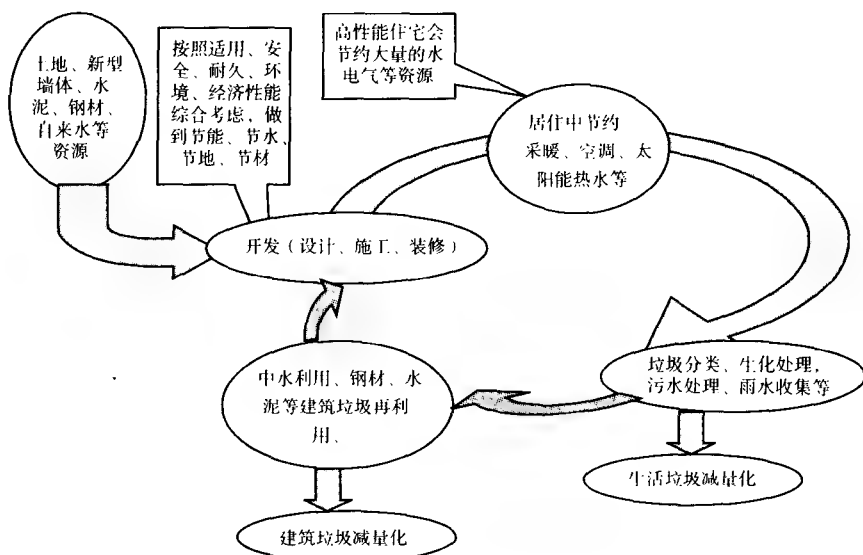 土地、新型
墙体、水
泥、钢材、
自来水等
资源
按照适用、安
全、耐久、环
境、经济性能
综合考虑，做
到节能、节水、
节地、节材
高性能住宅会
节约大量的水
电气等资源
居住中节约
采暖、空调、太
阳能热水等
开发（设计、施工、装修）
垃圾分类、生化处理，
污水处理、雨水收集等
中水利用、钢材、水
泥等建筑垃圾再利
用、
生活垃圾减量化
建筑垃圾减量化